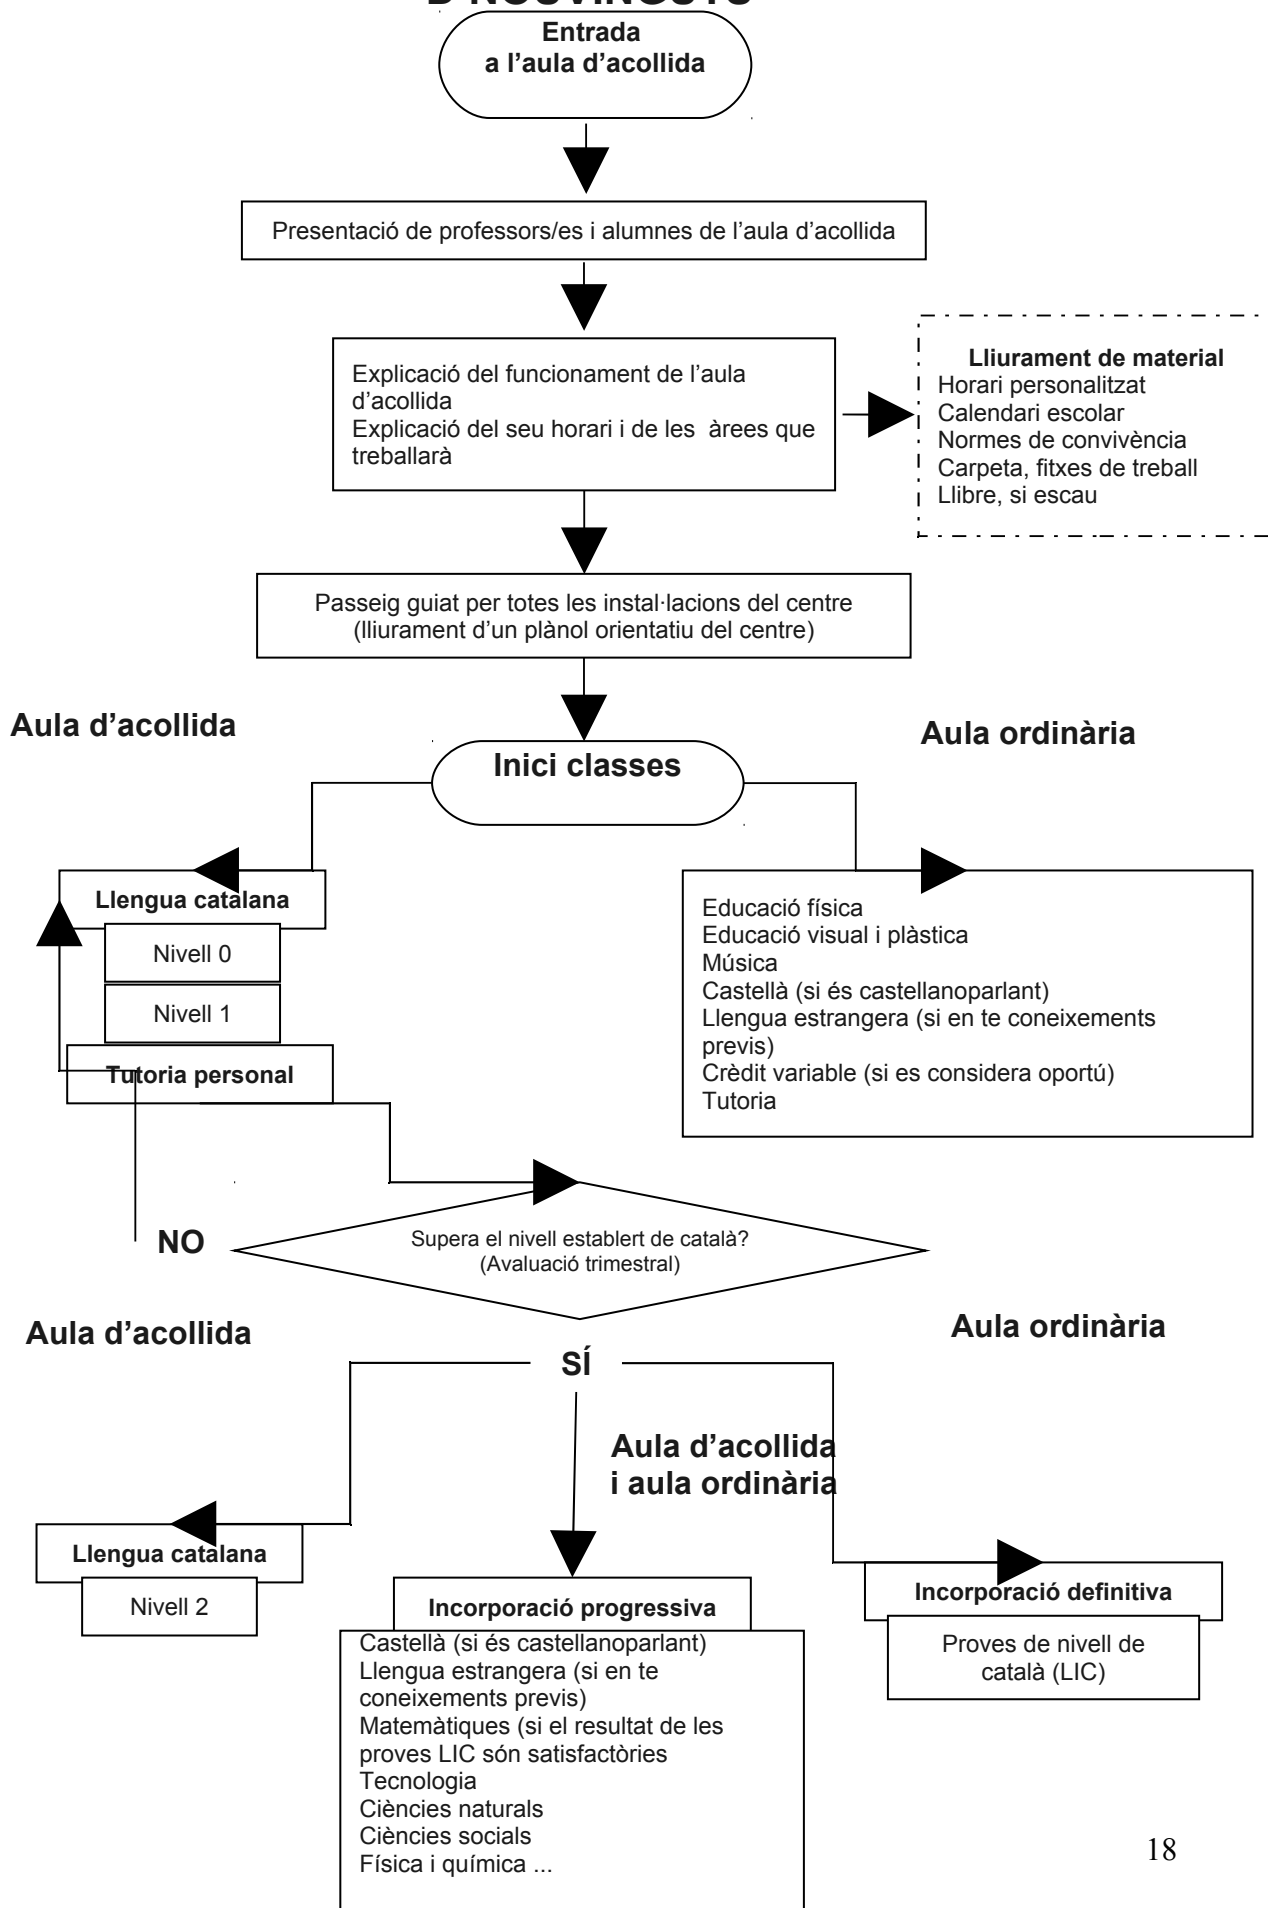 D'NOUVINGUTS
Entrada
a l’aula d’acollida
Presentació de professors/es i alumnes de l’aula d’acollida
Explicació del funcionament de l’aula
d’acollida
Explicació del seu horari i de les àrees que
treballarà
Lliurament de material
Horari personalitzat
Calendari escolar
Normes de convivència
Carpeta, fitxes de treball
Llibre, si escau
Passeig guiat per totes les instal·lacions del centre
(lliurament d’un plànol orientatiu del centre)
Aula d’acollida
Aula ordinària
Inici classes
Llengua catalana
Nivell 0
Nivell 1
Tutoria personal
Educació física
Educació visual i plàstica
Música
Castellà (si és castellanoparlant)
Llengua estrangera (si en te coneixements
previs)
Crèdit variable (si es considera oportú)
Tutoria
NO
Supera el nivell establert de català?
(Avaluació trimestral)
Aula d’acollida
Aula ordinària
SÍ
Aula d’acollida
i aula ordinària
Llengua catalana
Nivell 2
Incorporació progressiva
Castellà (si és castellanoparlant)
Llengua estrangera (si en te
coneixements previs)
Matemàtiques (si el resultat de les
proves LIC són satisfactòries
Tecnologia
Ciències naturals
Ciències socials
Física i química ...
Incorporació definitiva
Proves de nivell de
català (LIC)
18